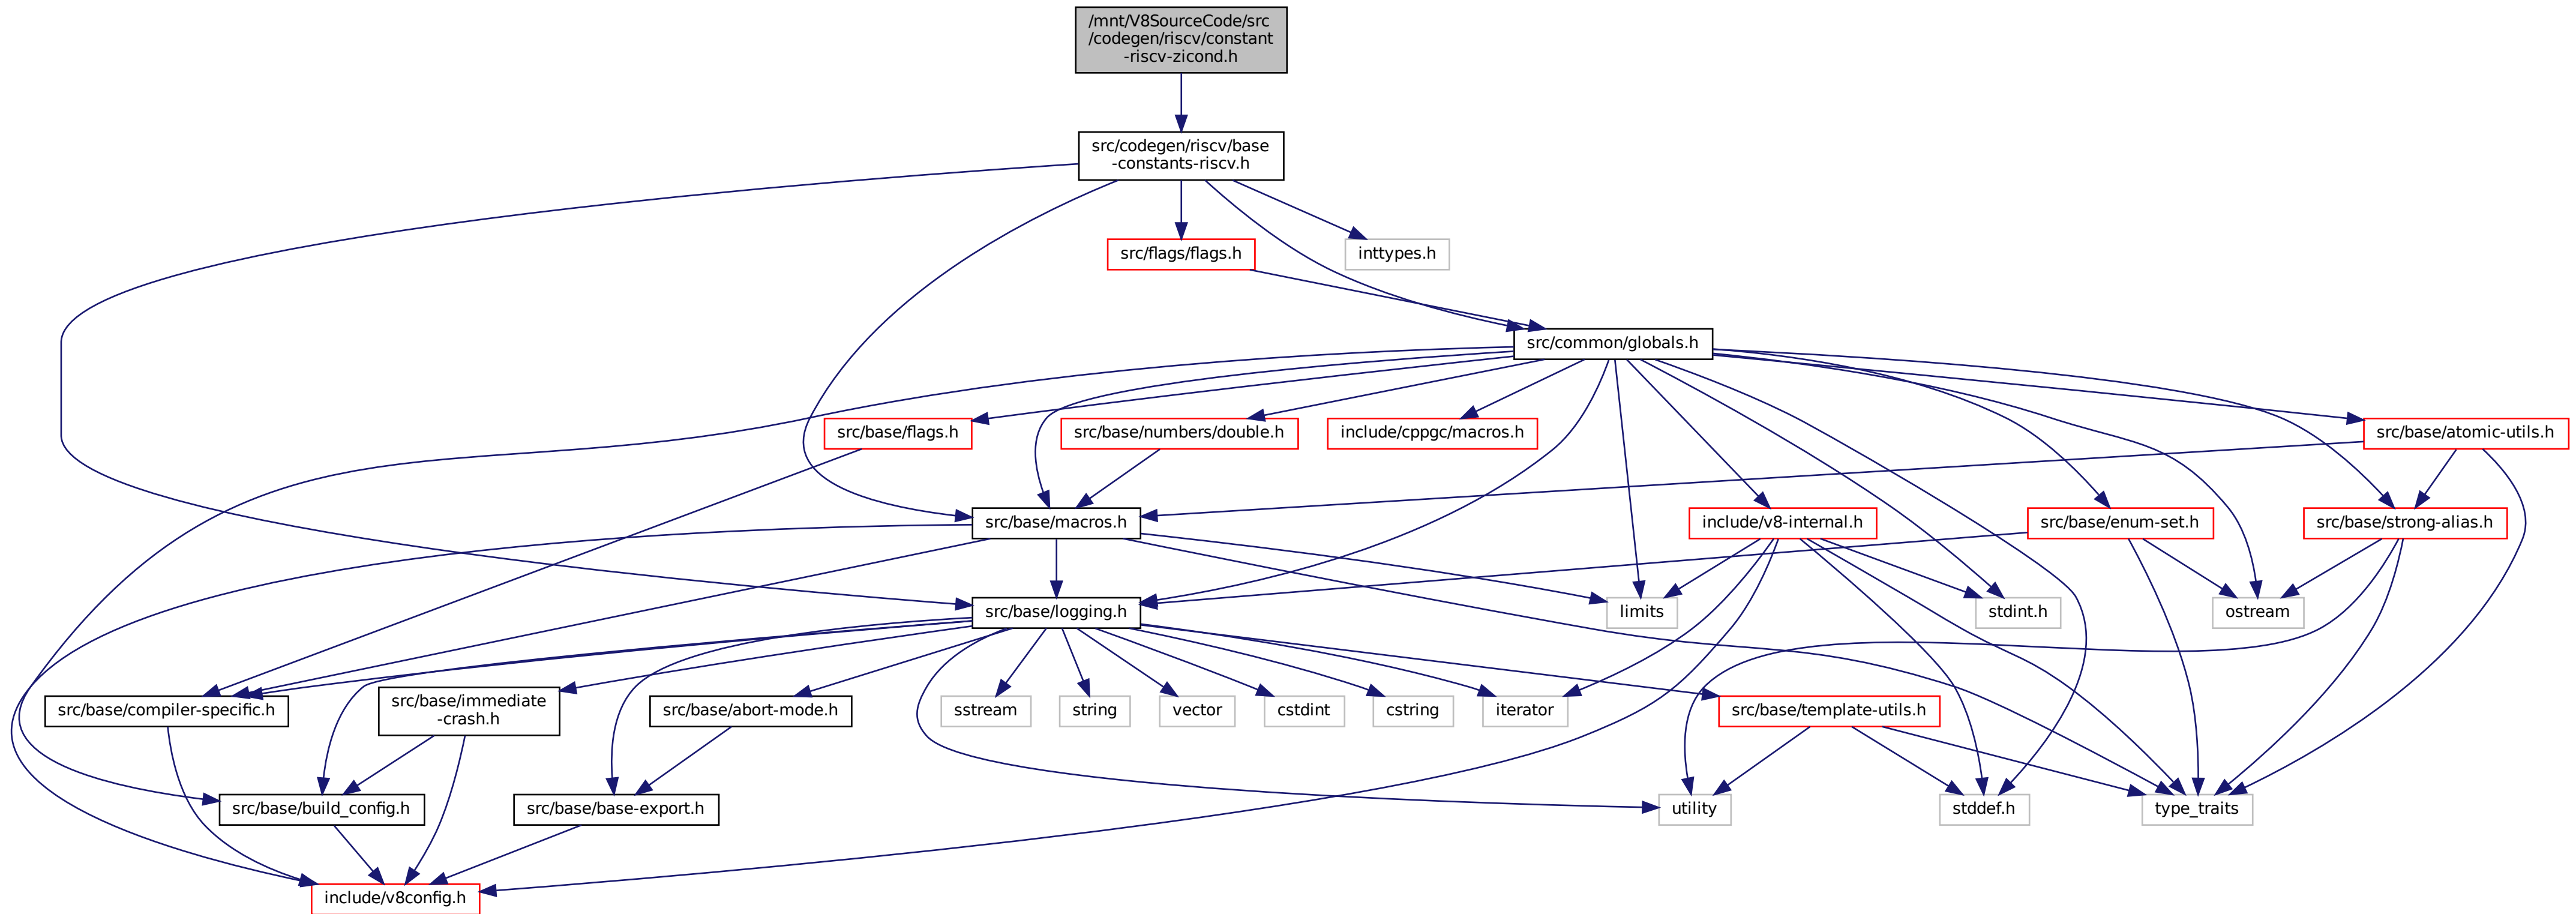 /mnt/V8SourceCode/src
/codegen/riscv/constant
-riscv-zicond.h
src/codegen/riscv/base
-constants-riscv.h
src/flags/flags.h
inttypes.h
src/common/globals.h
src/base/flags.h
src/base/numbers/double.h
include/cppgc/macros.h
src/base/atomic-utils.h
src/base/macros.h
include/v8-internal.h
src/base/enum-set.h
src/base/strong-alias.h
src/base/logging.h
limits
stdint.h
ostream
src/base/compiler-specific.h
src/base/immediate
-crash.h
src/base/abort-mode.h
sstream
string
vector
cstdint
cstring
iterator
src/base/template-utils.h
src/base/build_config.h
src/base/base-export.h
utility
stddef.h
type_traits
include/v8config.h